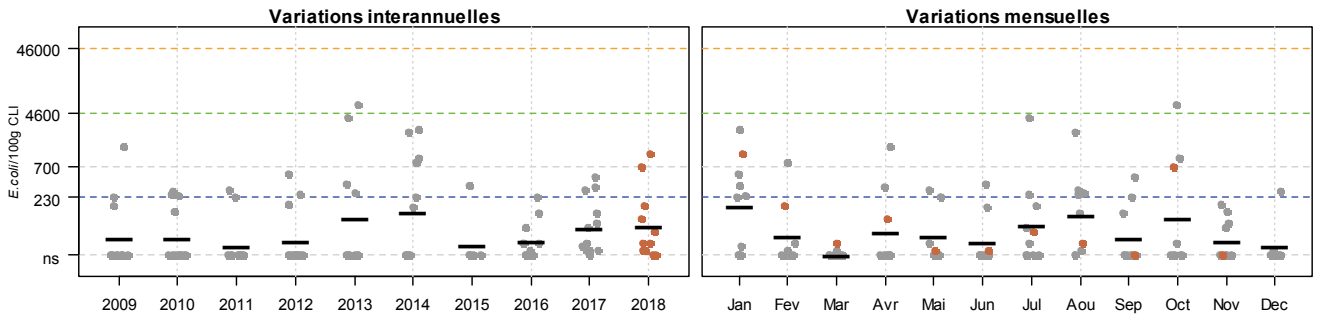 Variations interannuelles
Variations mensuelles
E.coli/100g CLI
46000
4600
700
230
ns
2009 2010 2011 2012 2013 2014 2015 2016 2017 2018
Jan Fev Mar Avr Mai Jun Jul Aou Sep Oct Nov Dec